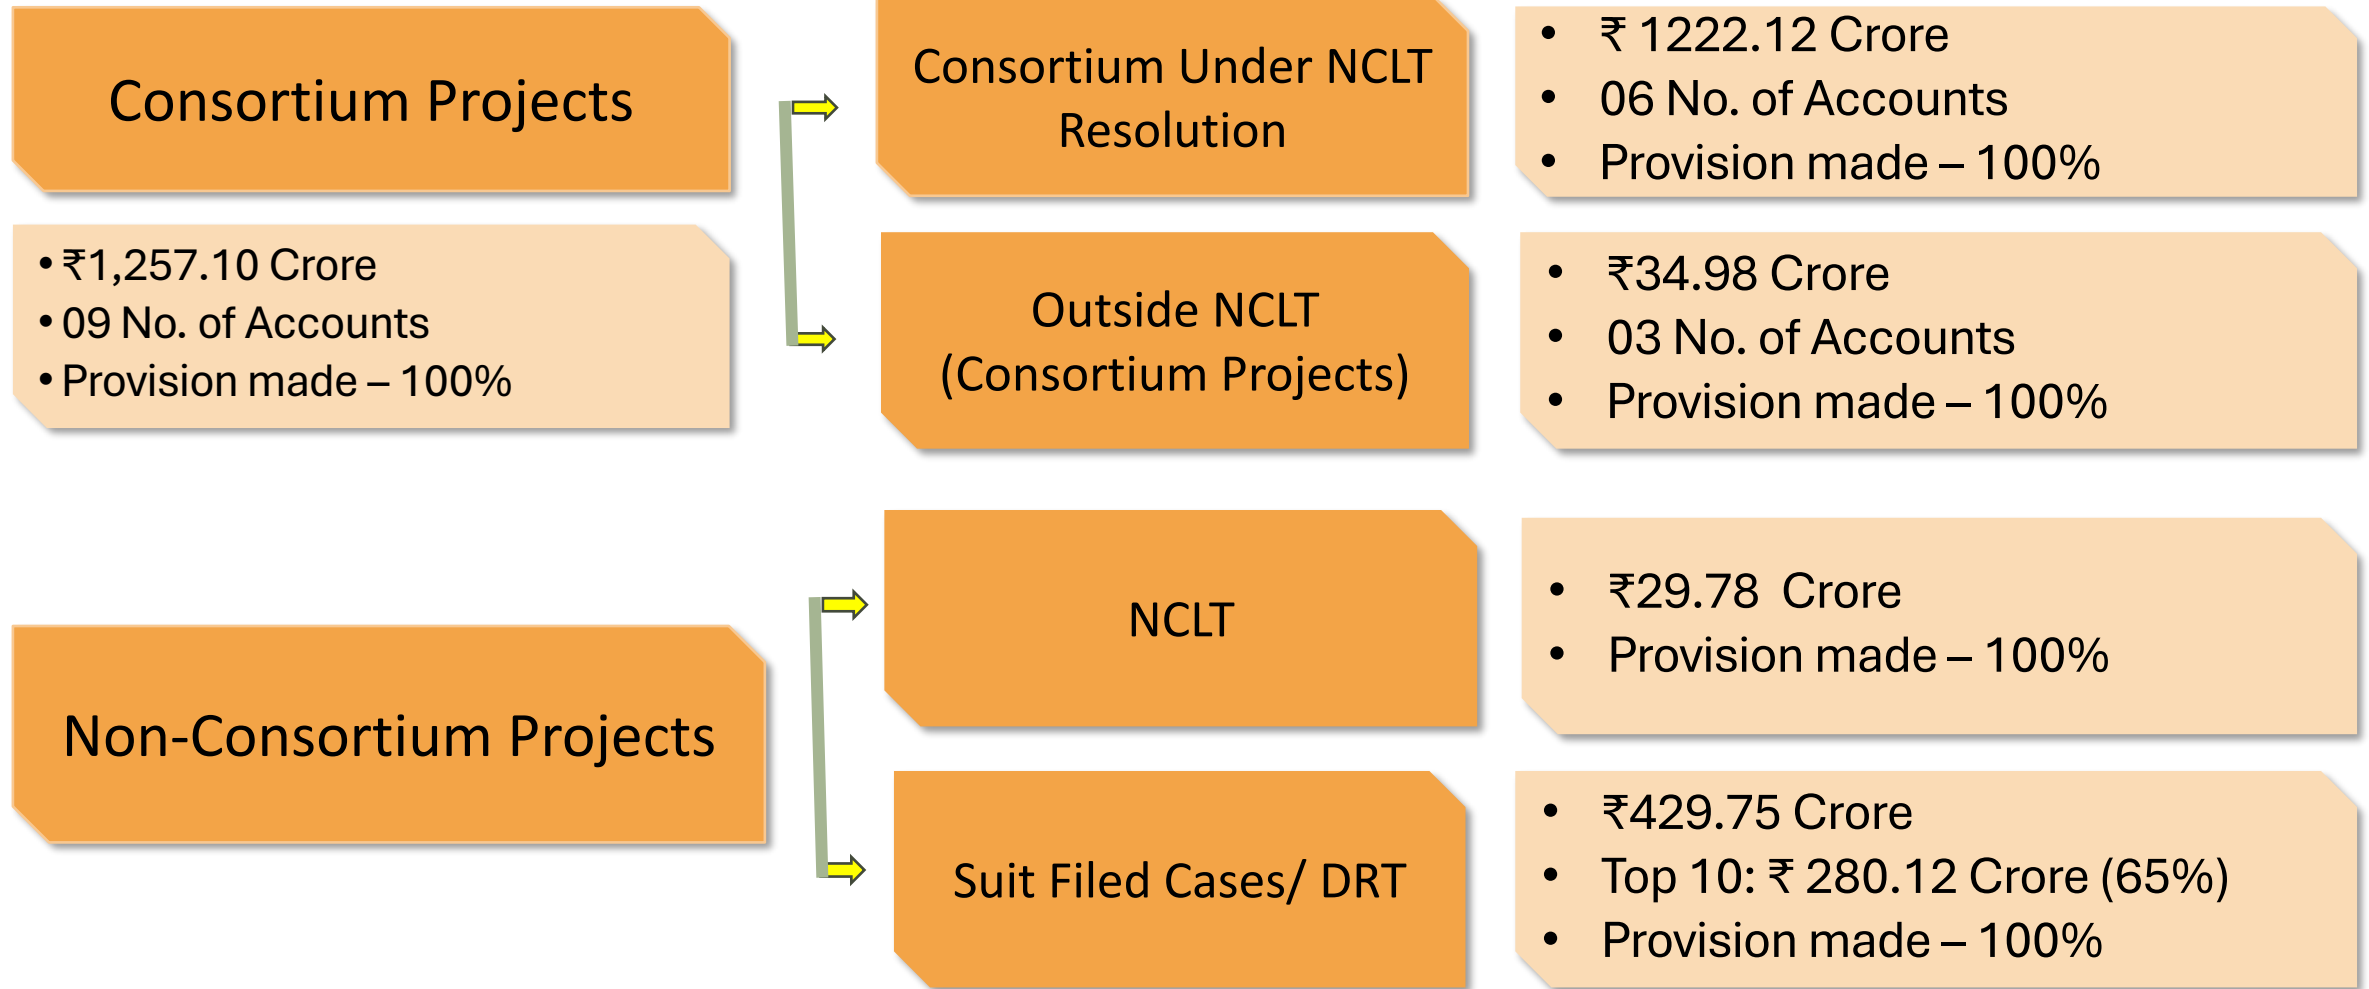 Consortium Projects
• ₹1,257.10 Crore
• 09 No. of Accounts
• Provision made – 100%
Consortium Under NCLT
Resolution
• ₹ 1222.12 Crore
• 06 No. of Accounts
• Provision made – 100%
Outside NCLT
(Consortium Projects)
• ₹34.98 Crore
• 03 No. of Accounts
• Provision made – 100%
Non-Consortium Projects
NCLT
• ₹29.78 Crore
• Provision made – 100%
Suit Filed Cases/ DRT
• ₹429.75 Crore
• Top 10: ₹ 280.12 Crore (65%)
• Provision made – 100%